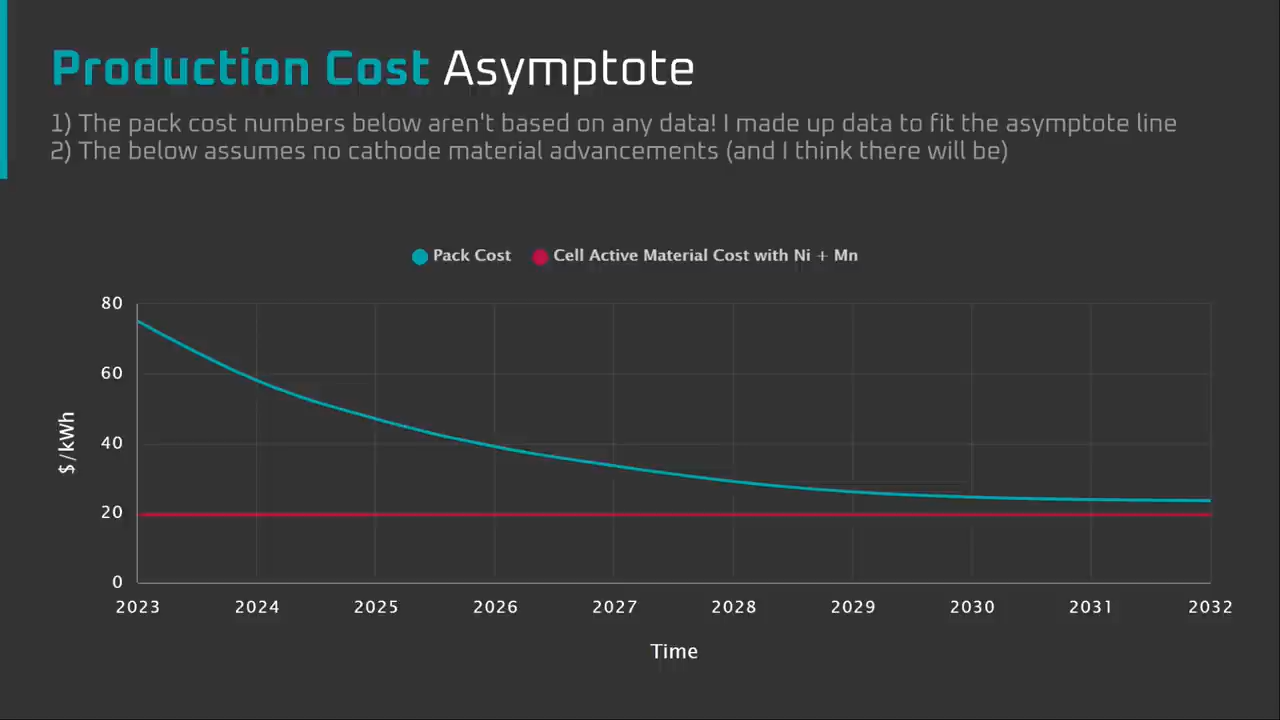 Production Cost Asymptote
1) The pack cost numbers below aren't based on any data! I made up data to fit the asymptote line
2) The below assumes no cathode material advancements (and I think there will be)
Pack Cost Cell Active Material Cost with Ni + Mn
80
60
40
20
0
$/kWh
2023 2024 2025 2026 2027 2028 2029 2030 2031 2032
Time